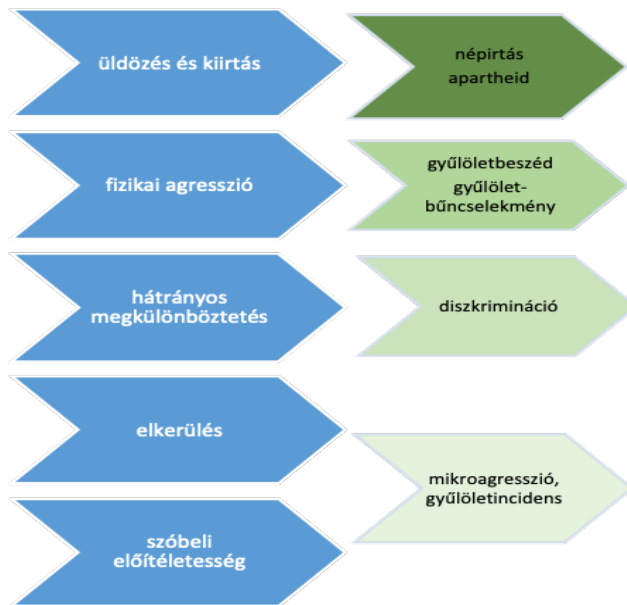 üldözés és kiirtás
népirtás
apartheid
fizikai agresszió
gyűlöletbeszéd
gyűlölet-
bűncselekmény
hátrányos
megkülönböztetés
diszkrimináció
elkerülés
mikroagresszió,
gyűlöletincidens
szóbeli
előítéletesség